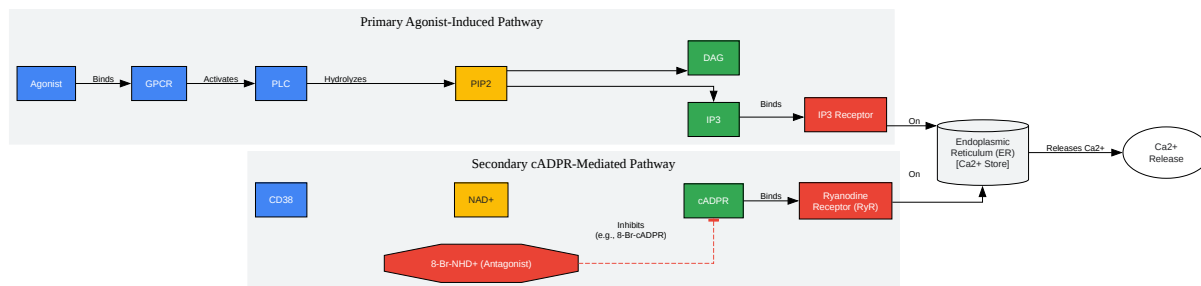 Primary Agonist-Induced Pathway
Agonist
Binds
GPCR
Activates
PLC
Hydrolyzes
PIP2
DAG
IP3
Binds
IP3 Receptor
On
Endoplasmic
Reticulum (ER)
[Ca2+ Store]
Releases Ca2+
Ca2+
Release
Secondary cADPR-Mediated Pathway
CD38
NAD+
cADPR
Binds
Ryanodine
Receptor (RyR)
On
Inhibits
(e.g., 8-Br-cADPR)
8-Br-NHD+ (Antagonist)